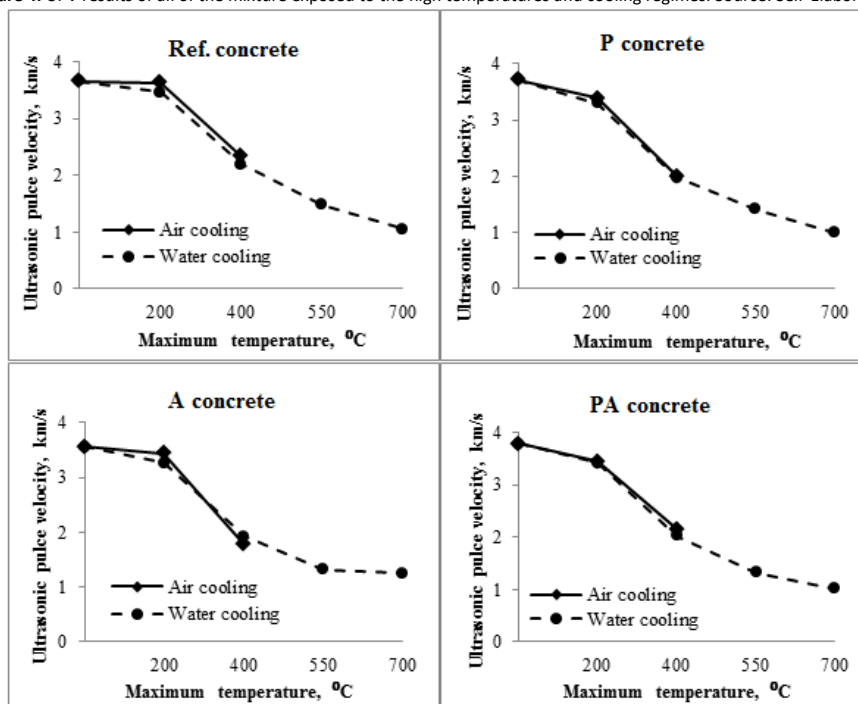 Ref. concrete
Ultrasonic pulce velocity, km/s
4
3
2
1
0
Air cooling
Water cooling
200 400 550 700
Maximum temperature, ⁰C
P concrete
Ultrasonic pulce velocity, km/s
4
3
2
1
0
Air cooling
Water cooling
200 400 550 700
Maximum temperature, ⁰C
A concrete
Ultrasonic pulce velocity, km/s
4
3
2
1
0
Air cooling
Water cooling
200 400 550 700
Maximum temperature, ⁰C
PA concrete
Ultrasonic pulce velocity, km/s
4
3
2
1
0
Air cooling
Water cooling
200 400 550 700
Maximum temperature, ⁰C